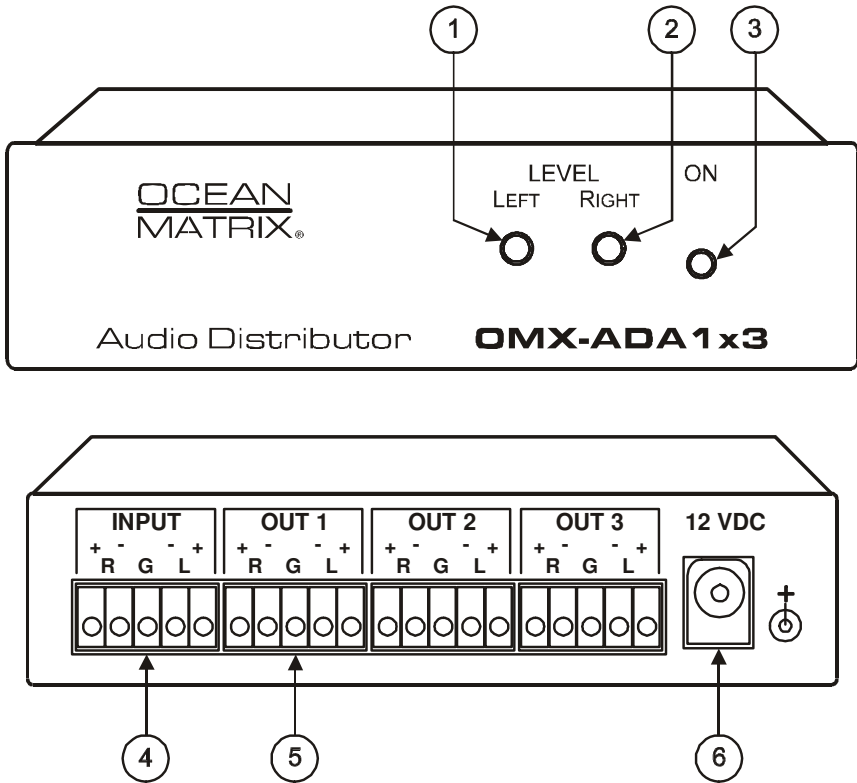 1 2 3
LEVEL ON
LEFT RIGHT
OCEAN
MATRIX®
Audio Distributor OMX-ADA1x3
INPUT OUT 1 OUT 2 OUT 3 12 VDC
+ - - + + - - + + - - + + - - +
R G L R G L R G L R G L +
4 5 6